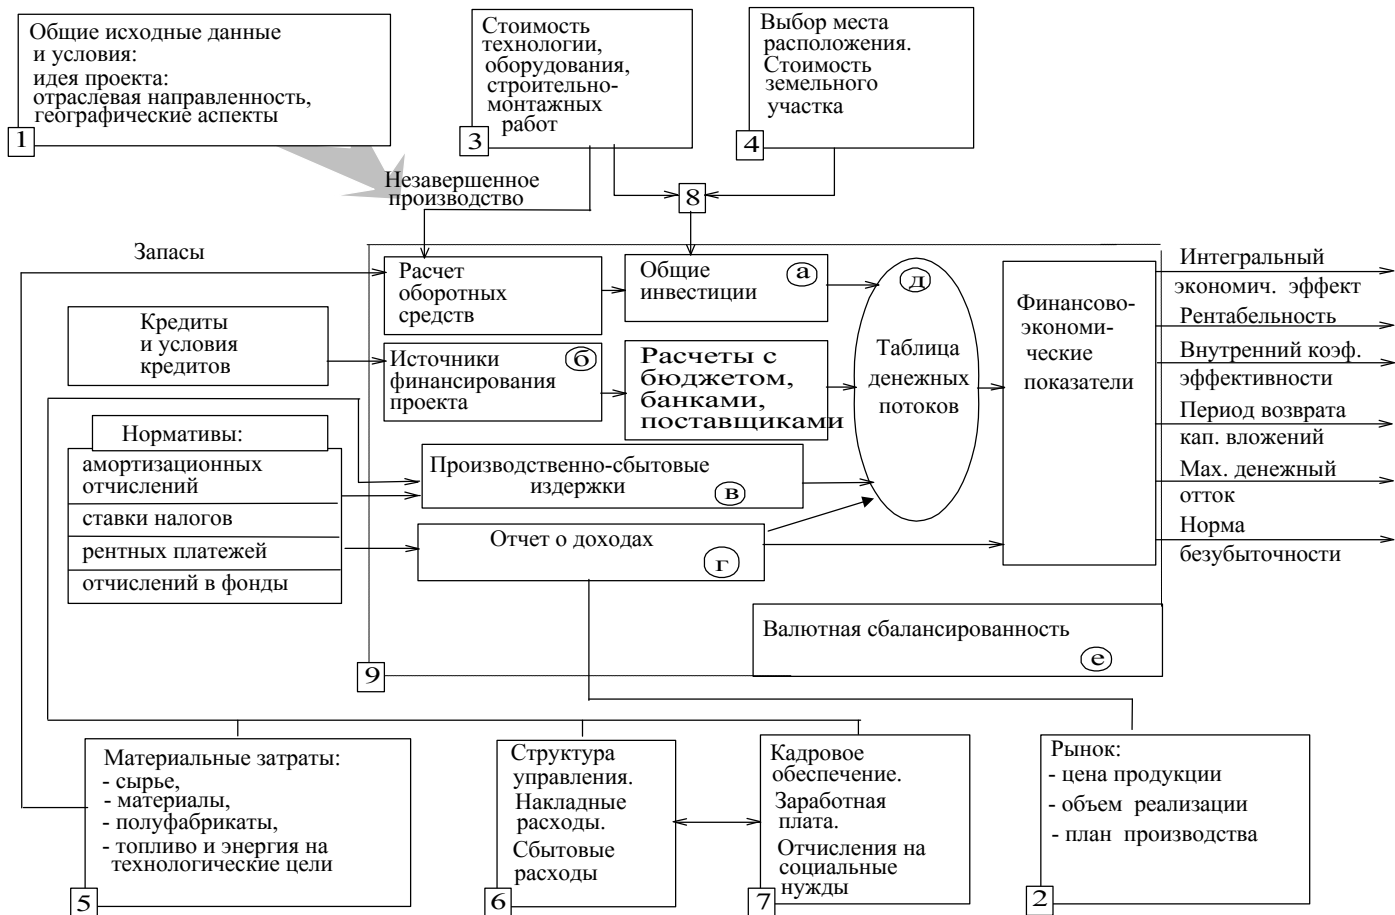 Общие исходные данные
и условия:
идея проекта:
отраслевая направленность,
географические аспекты
1
Стоимость
технологии,
оборудования,
строительно-
монтажных
работ
3
Выбор места
расположения.
Стоимость
земельного
участка
4
Незавершенное
производство
8
Запасы
Расчет
оборотных
средств
Общие
инвестиции
а
д
Таблица
денежных
потоков
Финансово-
экономи-
ческие
показатели
Интегральный
экономич. эффект
Рентабельность
Внутренний коэф.
эффективности
Период возврата
кап. вложений
Мах. денежный
отток
Норма
безубыточности
Кредиты
и условия
кредитов
Источники
финансирования
проекта
б
Расчеты с
бюджетом,
банками,
поставщиками
Нормативы:
амортизационных
отчислений
ставки налогов
рентных платежей
отчислений в фонды
Производственно-сбытовые
издержки
в
Отчет о доходах
г
Валютная сбалансированность
е
9
Материальные затраты:
- сырье,
- материалы,
- полуфабрикаты,
- топливо и энергия на
технологические цели
5
Структура
управления.
Накладные
расходы.
Сбытовые
расходы
6
Кадровое
обеспечение.
Заработная
плата.
Отчисления на
социальные
нужды
7
Рынок:
- цена продукции
- объем реализации
- план производства
2